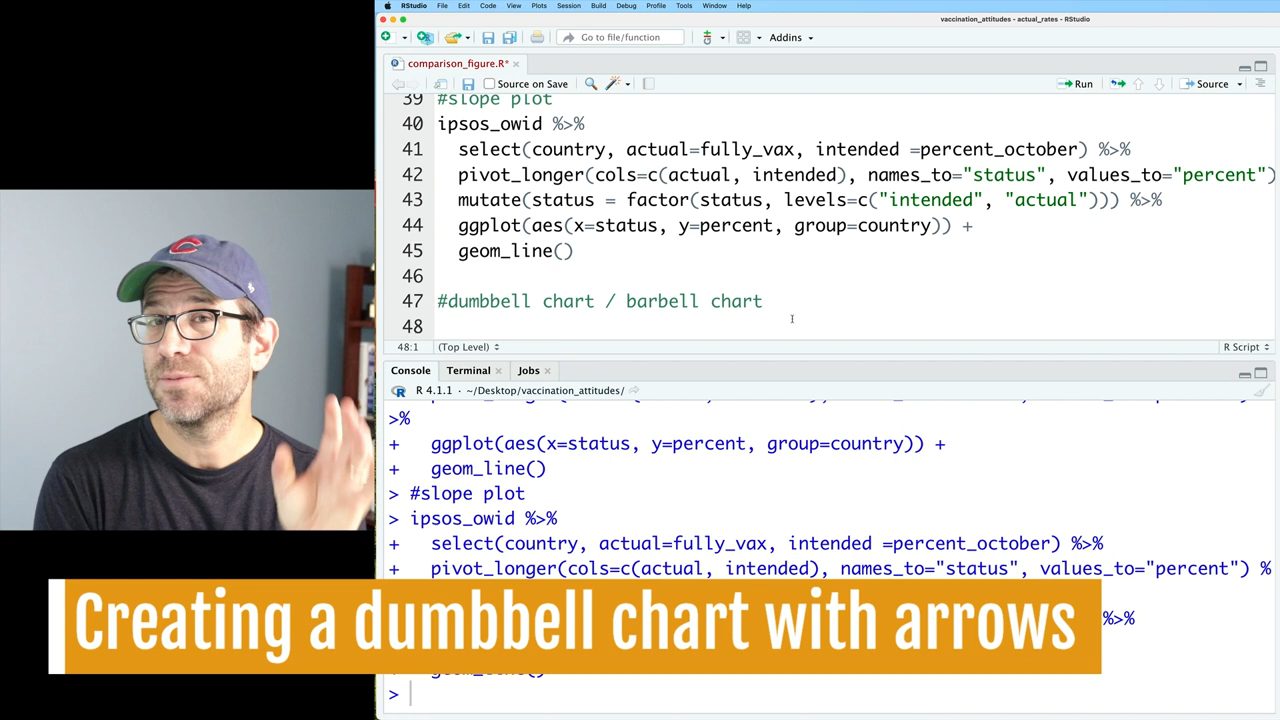 RStudio File Edit Code View Plots Session Build Debug Profile Tools Window Help
vaccination_attitudes - actual_rates - RStudio
Go to file/function Addins
comparison_figure.R*
Source on Save Run Source
39 #slope plot
40 ipsos_owid %>%
41 select(country, actual=fully_vax, intended =percent_october) %>%
42 pivot_longer(cols=c(actual, intended), names_to="status", values_to="percent")
43 mutate(status = factor(status, levels=c("intended", "actual"))) %>%
44 ggplot(aes(x=status, y=percent, group=country)) +
45 geom_line()
46
47 #dumbbell chart / barbell chart
48
48:1 (Top Level) R Script
Console Terminal Jobs
R 4.1.1 · ~/Desktop/vaccination_attitudes/
>%
+ ggplot(aes(x=status, y=percent, group=country)) +
+ geom_line()
> #slope plot
> ipsos_owid %>%
+ select(country, actual=fully_vax, intended =percent_october) %>%
+ pivot_longer(cols=c(actual, intended), names_to="status", values_to="percent") %
%>%
Creating a dumbbell chart with arrows
>
C